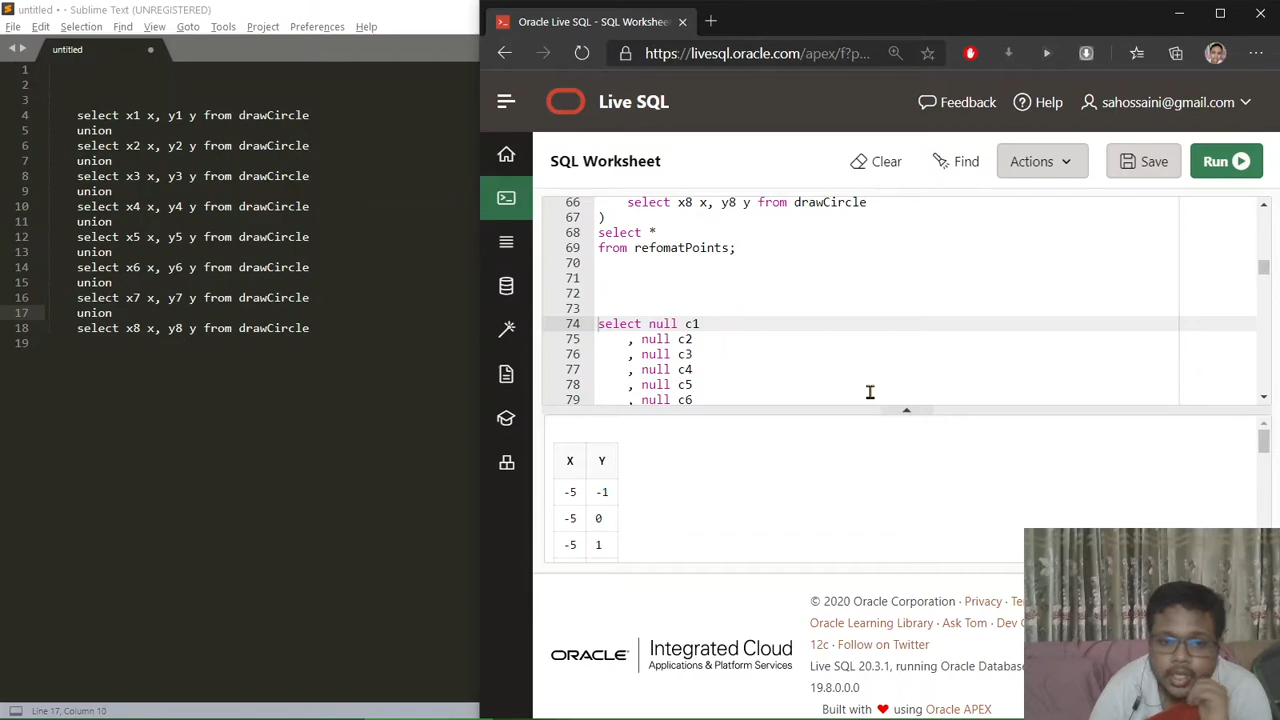 untitled • - Sublime Text (UNREGISTERED)
File Edit Selection Find View Goto Tools Project Preferences Help
untitled
1
2
3
4 select x1 x, y1 y from drawCircle
5 union
6 select x2 x, y2 y from drawCircle
7 union
8 select x3 x, y3 y from drawCircle
9 union
10 select x4 x, y4 y from drawCircle
11 union
12 select x5 x, y5 y from drawCircle
13 union
14 select x6 x, y6 y from drawCircle
15 union
16 select x7 x, y7 y from drawCircle
17 union
18 select x8 x, y8 y from drawCircle
19
Line 17, Column 10
Oracle Live SQL - SQL Workshee
https://livesql.oracle.com/apex/f?p...
Live SQL
Feedback
Help
sahossaini@gmail.com
SQL Worksheet
Clear
Find
Actions
Save
Run
66 select x8 x, y8 y from drawCircle
67 )
68 select *
69 from refomatPoints;
70
71
72
73
74 select null c1
75 , null c2
76 , null c3
77 , null c4
78 , null c5
79 , null c6
X Y
-5 -1
-5 0
-5 1
© 2020 Oracle Corporation · Privacy · Te
Oracle Learning Library · Ask Tom · Dev G
12c · Follow on Twitter
Live SQL 20.3.1, running Oracle Database
19.8.0.0.0
Built with ❤ using Oracle APEX
ORACLE
Integrated Cloud
Applications & Platform Services